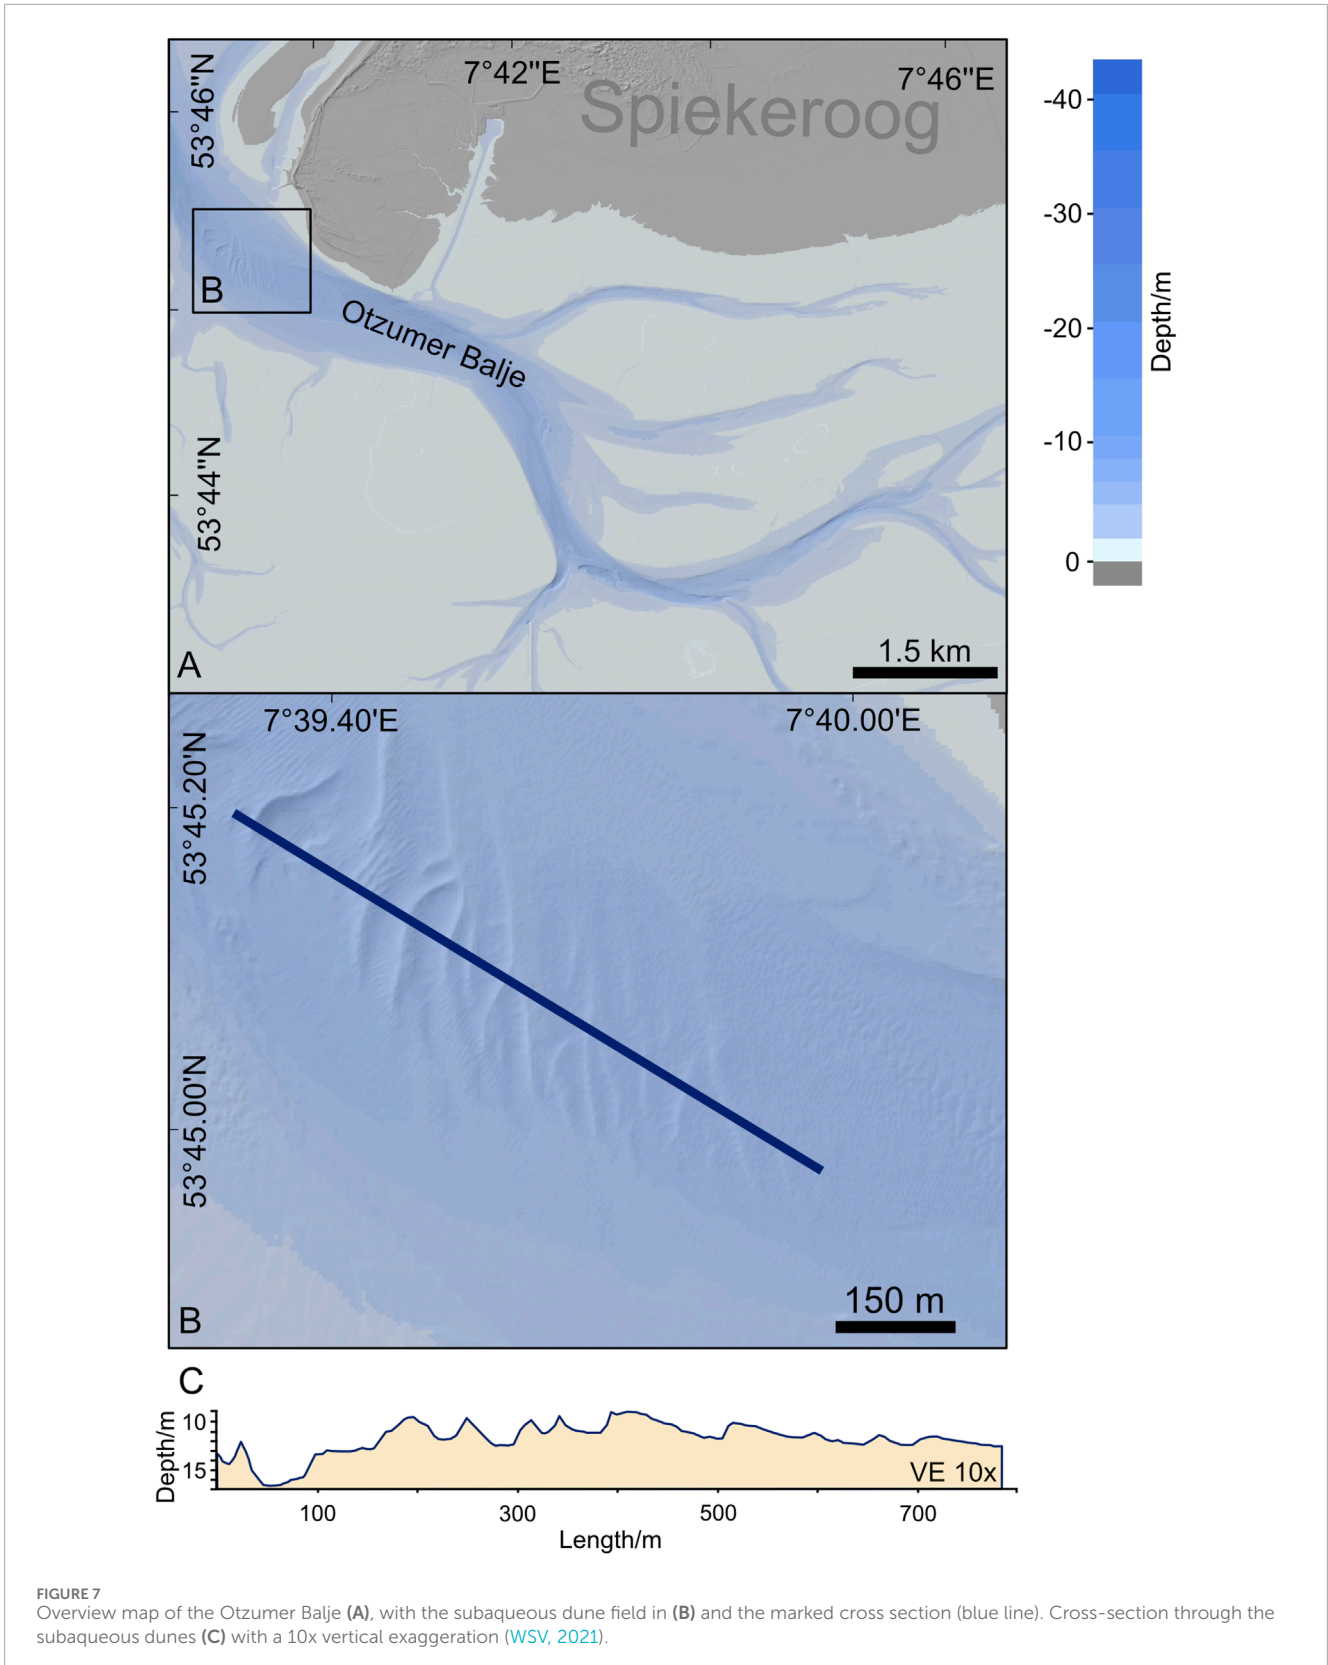 7°42"E
7°46"E
53°46"N
Spiekeroog
B
Otzumer Balje
53°44"N
A
1.5 km
-40
-30
-20
-10
0
Depth/m
7°39.40'E
7°40.00'E
53°45.20'N
53°45.00'N
B
150 m
C
Depth/m
10
15
VE 10x
100
300
500
700
Length/m
FIGURE 7
Overview map of the Otzumer Balje (A), with the subaqueous dune field in (B) and the marked cross section (blue line). Cross-section through the
subaqueous dunes (C) with a 10x vertical exaggeration (WSV, 2021).